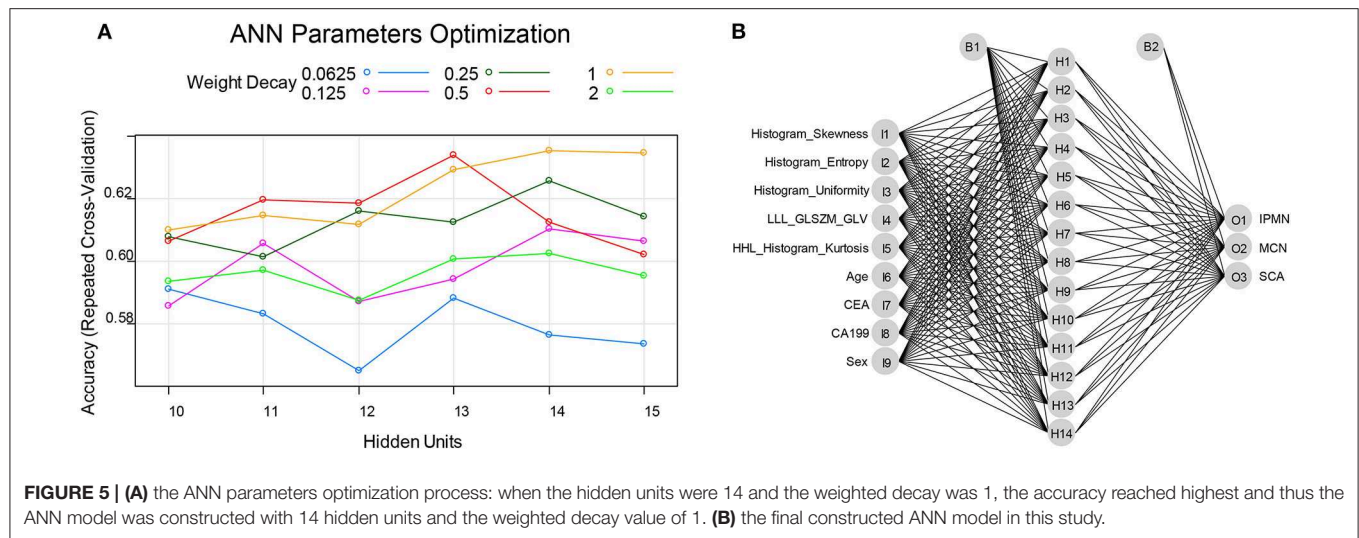 A
ANN Parameters Optimization
Weight Decay
0.0625
0.25
1
0.125
0.5
2
Accuracy (Repeated Cross-Validation)
0.62
0.60
0.58
10 11 12 13 14 15
Hidden Units
B
B1
B2
Histogram_Skewness I1
Histogram_Entropy I2
Histogram_Uniformity I3
LLL_GLSZM_GLV I4
HHL_Histogram_Kurtosis I5
Age I6
CEA I7
CA199 I8
Sex I9
H1
H2
H3
H4
H5
H6
H7
H8
H9
H10
H11
H12
H13
H14
O1 IPMN
O2 MCN
O3 SCA
FIGURE 5 | (A) the ANN parameters optimization process: when the hidden units were 14 and the weighted decay was 1, the accuracy reached highest and thus the
ANN model was constructed with 14 hidden units and the weighted decay value of 1. (B) the final constructed ANN model in this study.